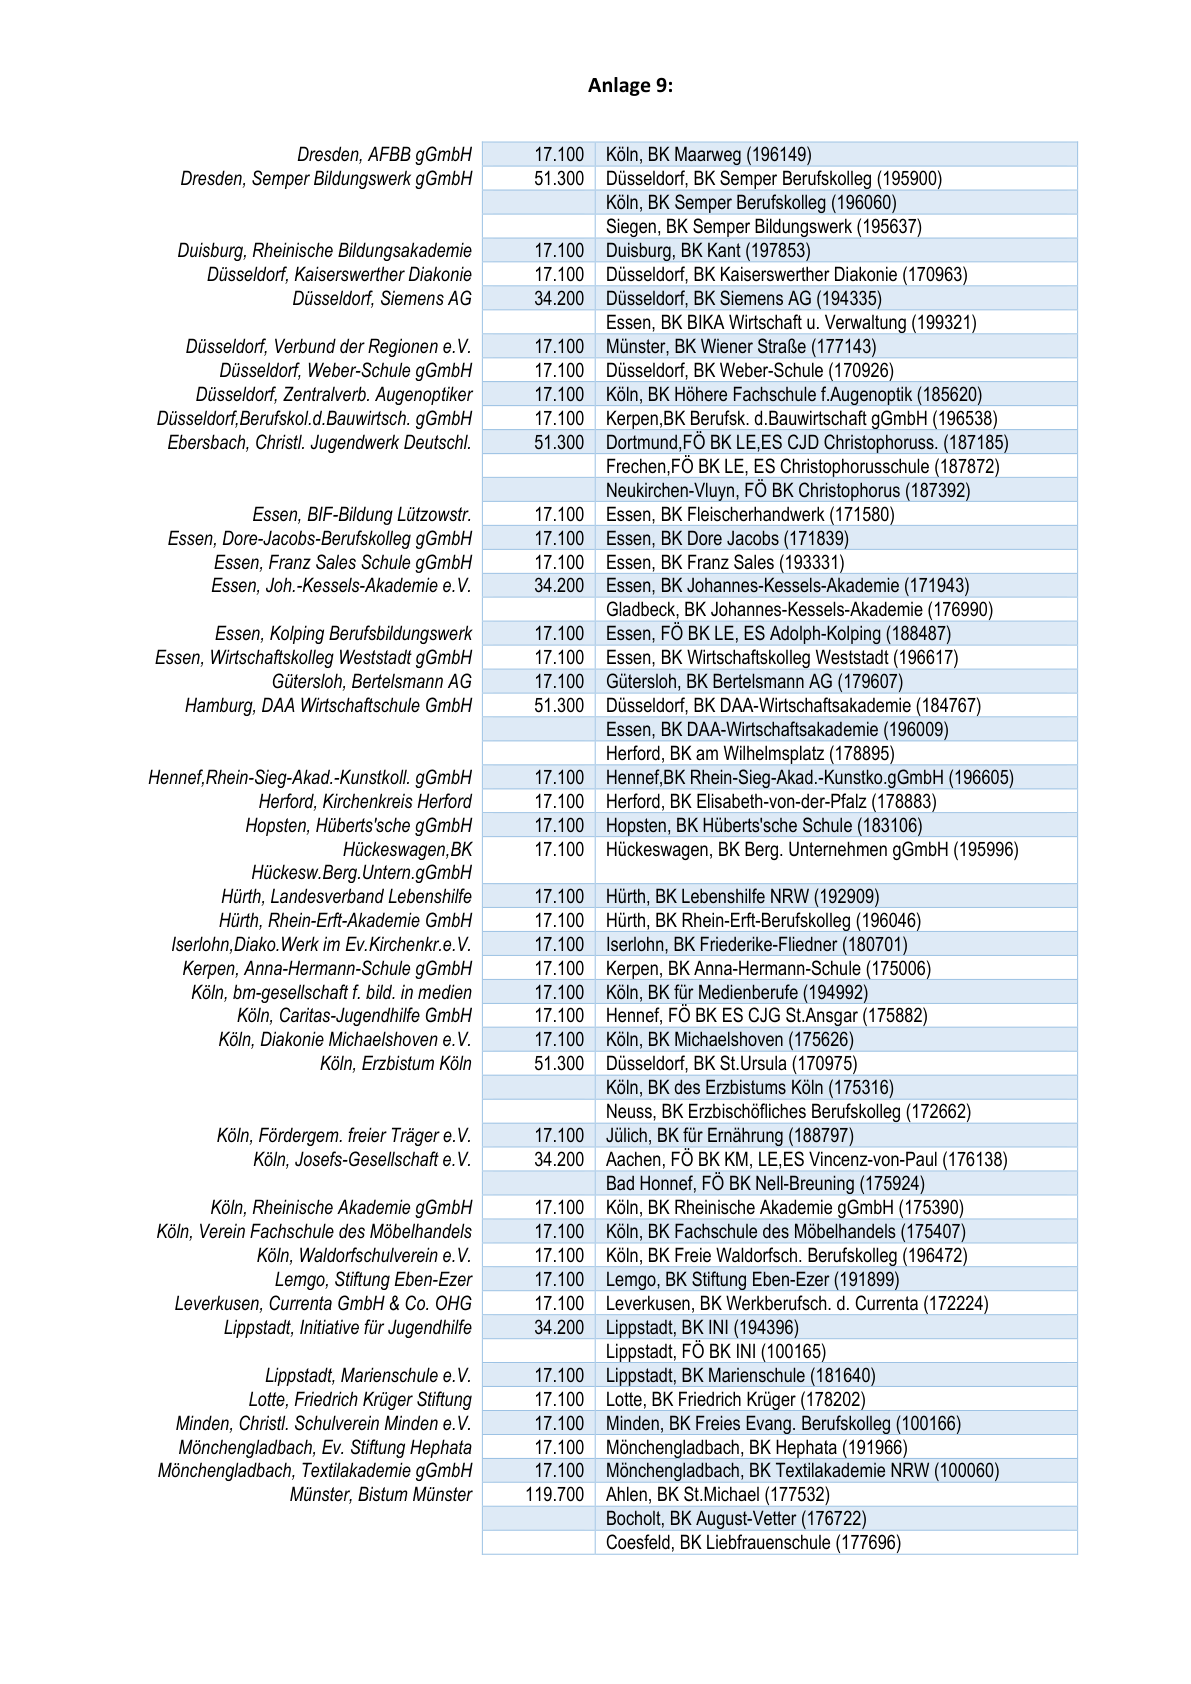 Anlage 9:
Dresden, AFBB gGmbH 17.100 Köln, BK Maarweg (196149)
Dresden, Semper Bildungswerk gGmbH 51.300 Düsseldorf, BK Semper Berufskolleg (195900)
Köln, BK Semper Berufskolleg (196060)
Siegen, BK Semper Bildungswerk (195637)
Duisburg, Rheinische Bildungsakademie 17.100 Duisburg, BK Kant (197853)
Düsseldorf, Kaiserswerther Diakonie 17.100 Düsseldorf, BK Kaiserswerther Diakonie (170963)
Düsseldorf, Siemens AG 34.200 Düsseldorf, BK Siemens AG (194335)
Essen, BK BIKA Wirtschaft u. Verwaltung (199321)
Düsseldorf, Verbund der Regionen e.V. 17.100 Münster, BK Wiener Straße (177143)
Düsseldorf, Weber-Schule gGmbH 17.100 Düsseldorf, BK Weber-Schule (170926)
Düsseldorf, Zentralverb. Augenoptiker 17.100 Köln, BK Höhere Fachschule f.Augenoptik (185620)
Düsseldorf,Berufskol.d.Bauwirtsch. gGmbH 17.100 Kerpen,BK Berufsk. d.Bauwirtschaft gGmbH (196538)
Ebersbach, Christl. Jugendwerk Deutschl. 51.300 Dortmund,FÖ BK LE,ES CJD Christophoruss. (187185)
Frechen,FÖ BK LE, ES Christophorusschule (187872)
Neukirchen-Vluyn, FÖ BK Christophorus (187392)
Essen, BIF-Bildung Lützowstr. 17.100 Essen, BK Fleischerhandwerk (171580)
Essen, Dore-Jacobs-Berufskolleg gGmbH 17.100 Essen, BK Dore Jacobs (171839)
Essen, Franz Sales Schule gGmbH 17.100 Essen, BK Franz Sales (193331)
Essen, Joh.-Kessels-Akademie e.V. 34.200 Essen, BK Johannes-Kessels-Akademie (171943)
Gladbeck, BK Johannes-Kessels-Akademie (176990)
Essen, Kolping Berufsbildungswerk 17.100 Essen, FÖ BK LE, ES Adolph-Kolping (188487)
Essen, Wirtschaftskolleg Weststadt gGmbH 17.100 Essen, BK Wirtschaftskolleg Weststadt (196617)
Gütersloh, Bertelsmann AG 17.100 Gütersloh, BK Bertelsmann AG (179607)
Hamburg, DAA Wirtschaftschule GmbH 51.300 Düsseldorf, BK DAA-Wirtschaftsakademie (184767)
Essen, BK DAA-Wirtschaftsakademie (196009)
Herford, BK am Wilhelmsplatz (178895)
Hennef,Rhein-Sieg-Akad.-Kunstkoll. gGmbH 17.100 Hennef,BK Rhein-Sieg-Akad.-Kunstko.gGmbH (196605)
Herford, Kirchenkreis Herford 17.100 Herford, BK Elisabeth-von-der-Pfalz (178883)
Hopsten, Hüberts'sche gGmbH 17.100 Hopsten, BK Hüberts'sche Schule (183106)
Hückeswagen,BK 17.100 Hückeswagen, BK Berg. Unternehmen gGmbH (195996)
Hückesw.Berg.Untern.gGmbH
Hürth, Landesverband Lebenshilfe 17.100 Hürth, BK Lebenshilfe NRW (192909)
Hürth, Rhein-Erft-Akademie GmbH 17.100 Hürth, BK Rhein-Erft-Berufskolleg (196046)
Iserlohn,Diako.Werk im Ev.Kirchenkr.e.V. 17.100 Iserlohn, BK Friederike-Fliedner (180701)
Kerpen, Anna-Hermann-Schule gGmbH 17.100 Kerpen, BK Anna-Hermann-Schule (175006)
Köln, bm-gesellschaft f. bild. in medien 17.100 Köln, BK für Medienberufe (194992)
Köln, Caritas-Jugendhilfe GmbH 17.100 Hennef, FÖ BK ES CJG St.Ansgar (175882)
Köln, Diakonie Michaelshoven e.V. 17.100 Köln, BK Michaelshoven (175626)
Köln, Erzbistum Köln 51.300 Düsseldorf, BK St.Ursula (170975)
Köln, BK des Erzbistums Köln (175316)
Neuss, BK Erzbischöfliches Berufskolleg (172662)
Köln, Fördergem. freier Träger e.V. 17.100 Jülich, BK für Ernährung (188797)
Köln, Josefs-Gesellschaft e.V. 34.200 Aachen, FÖ BK KM, LE,ES Vincenz-von-Paul (176138)
Bad Honnef, FÖ BK Nell-Breuning (175924)
Köln, Rheinische Akademie gGmbH 17.100 Köln, BK Rheinische Akademie gGmbH (175390)
Köln, Verein Fachschule des Möbelhandels 17.100 Köln, BK Fachschule des Möbelhandels (175407)
Köln, Waldorfschulverein e.V. 17.100 Köln, BK Freie Waldorfsch. Berufskolleg (196472)
Lemgo, Stiftung Eben-Ezer 17.100 Lemgo, BK Stiftung Eben-Ezer (191899)
Leverkusen, Currenta GmbH & Co. OHG 17.100 Leverkusen, BK Werkberufsch. d. Currenta (172224)
Lippstadt, Initiative für Jugendhilfe 34.200 Lippstadt, BK INI (194396)
Lippstadt, FÖ BK INI (100165)
Lippstadt, Marienschule e.V. 17.100 Lippstadt, BK Marienschule (181640)
Lotte, Friedrich Krüger Stiftung 17.100 Lotte, BK Friedrich Krüger (178202)
Minden, Christl. Schulverein Minden e.V. 17.100 Minden, BK Freies Evang. Berufskolleg (100166)
Mönchengladbach, Ev. Stiftung Hephata 17.100 Mönchengladbach, BK Hephata (191966)
Mönchengladbach, Textilakademie gGmbH 17.100 Mönchengladbach, BK Textilakademie NRW (100060)
Münster, Bistum Münster 119.700 Ahlen, BK St.Michael (177532)
Bocholt, BK August-Vetter (176722)
Coesfeld, BK Liebfrauenschule (177696)